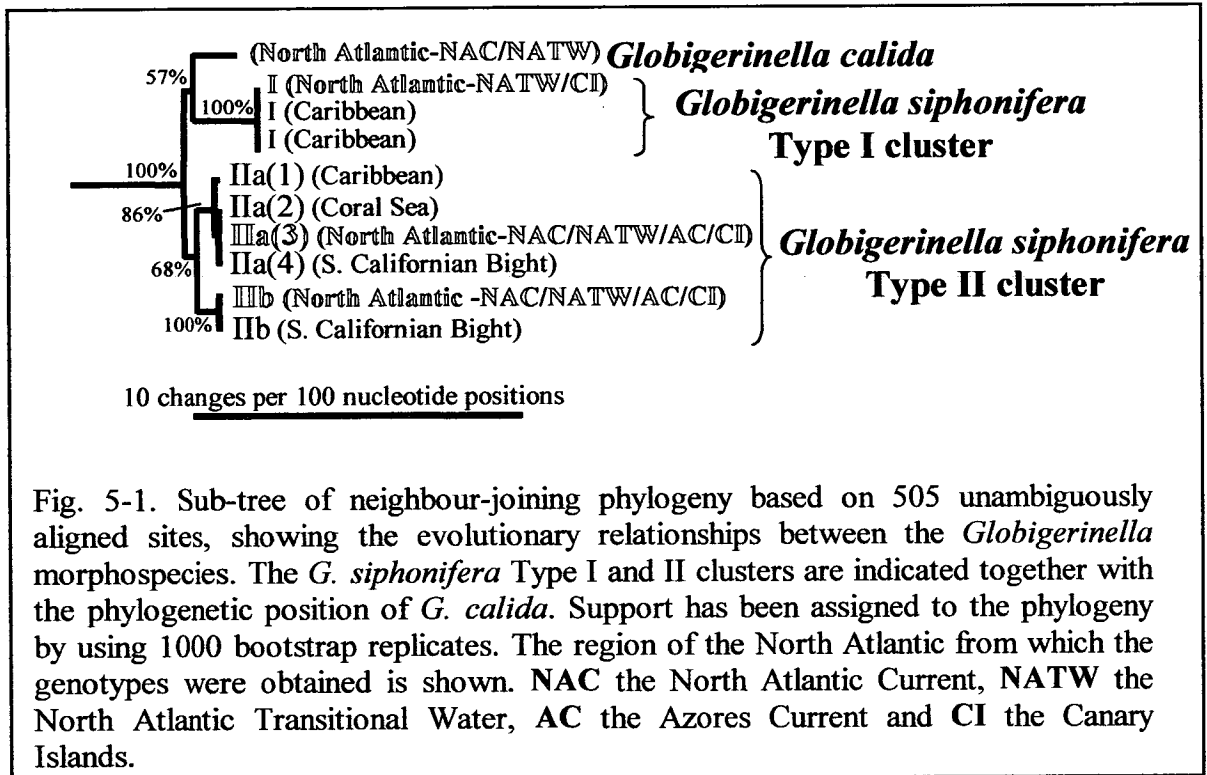 (North Atlantic-NAC/NATW) Globigerinella calida
57%
I (North Atlantic-NATW/CI)
100%
I (Caribbean)
I (Caribbean)
Globigerinella siphonifera
Type I cluster
100%
IIa(1) (Caribbean)
86%
IIa(2) (Coral Sea)
IIa(3) (North Atlantic-NAC/NATW/AC/CI)
IIa(4) (S. Californian Bight)
68%
IIb (North Atlantic -NAC/NATW/AC/CI)
100%
IIb (S. Californian Bight)
Globigerinella siphonifera
Type II cluster
10 changes per 100 nucleotide positions
Fig. 5-1. Sub-tree of neighbour-joining phylogeny based on 505 unambiguously
aligned sites, showing the evolutionary relationships between the Globigerinella
morphospecies. The G. siphonifera Type I and II clusters are indicated together with
the phylogenetic position of G. calida. Support has been assigned to the phylogeny
by using 1000 bootstrap replicates. The region of the North Atlantic from which the
genotypes were obtained is shown. NAC the North Atlantic Current, NATW the
North Atlantic Transitional Water, AC the Azores Current and CI the Canary
Islands.